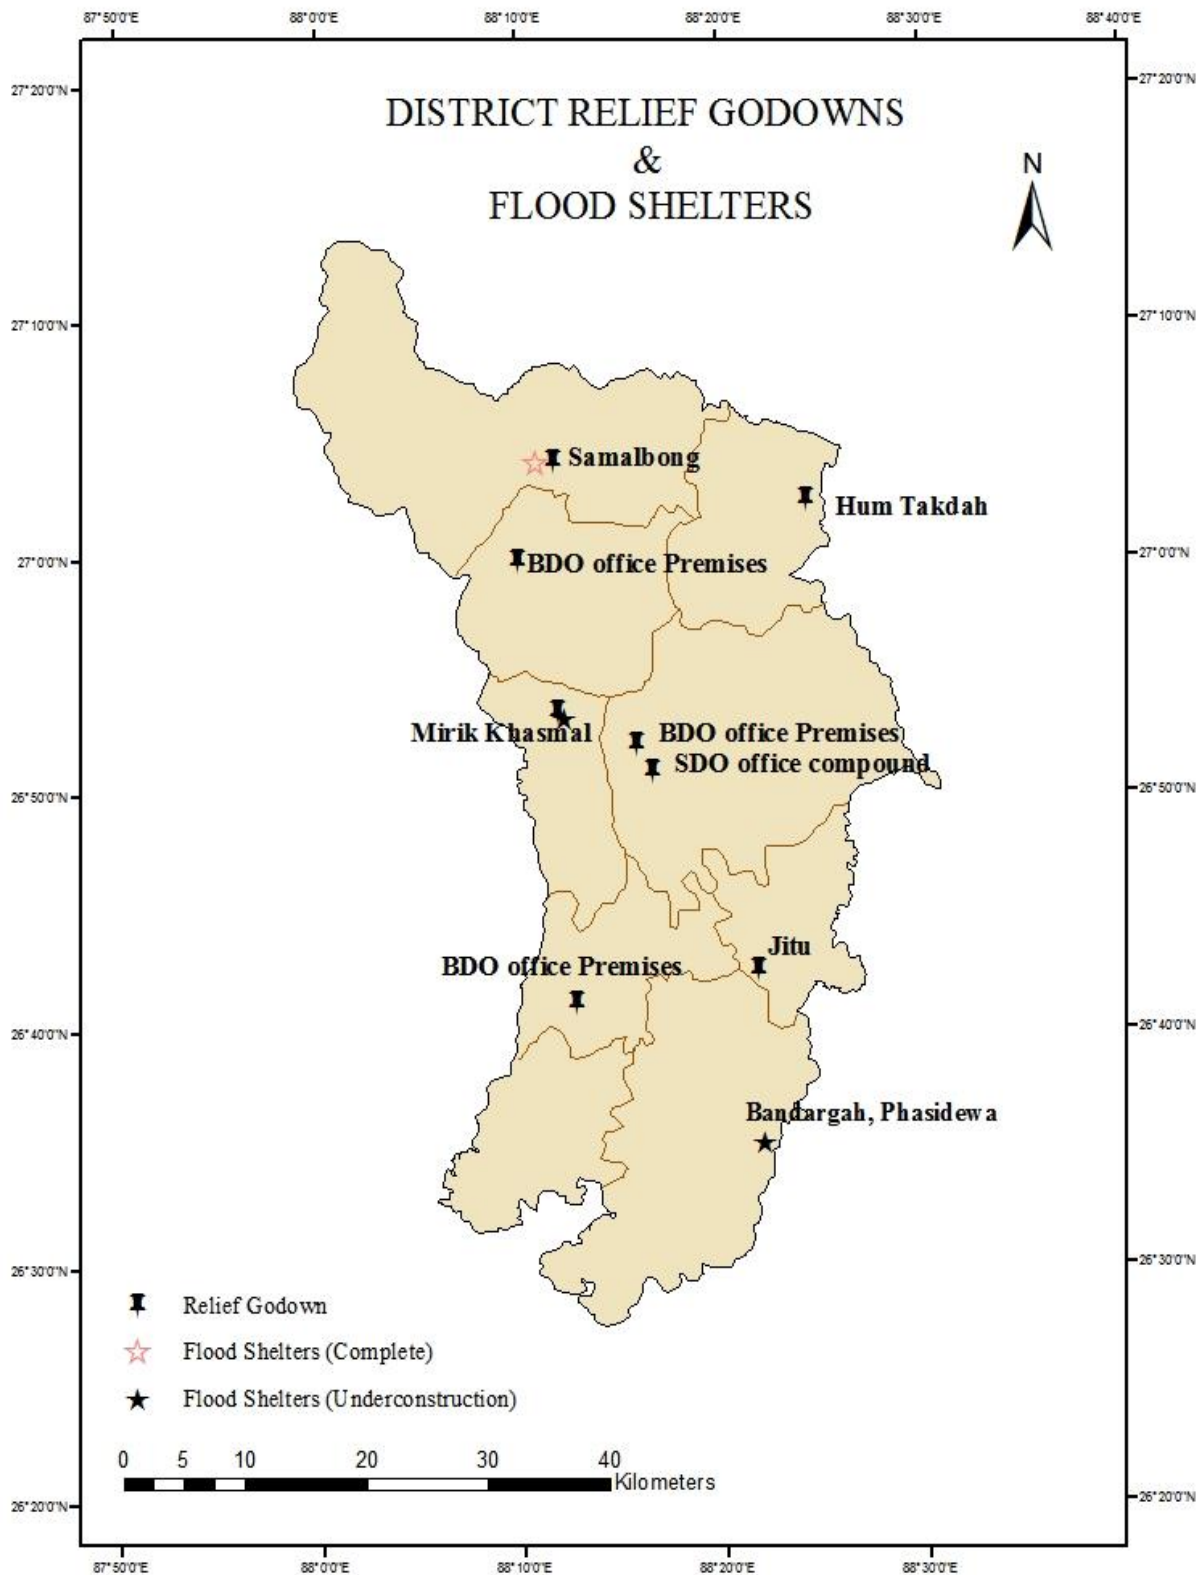 87°50'0"E 88°0'0"E 88°10'0"E 88°20'0"E 88°30'0"E 88°40'0"E
27°20'0"N 27°20'0"N
DISTRICT RELIEF GODOWNS
&
FLOOD SHELTERS
N
27°10'0"N 27°10'0"N
Samalbong
Hum Takdah
27°0'0"N 27°0'0"N
BDO office Premises
Mirik Khasmal
BDO office Premises
SDO office compound
26°50'0"N 26°50'0"N
Jitu
BDO office Premises
26°40'0"N 26°40'0"N
Bandargah, Phasidewa
26°30'0"N 26°30'0"N
Relief Godown
Flood Shelters (Complete)
Flood Shelters (Underconstruction)
0 5 10 20 30 40
Kilometers
26°20'0"N 26°20'0"N
87°50'0"E 88°0'0"E 88°10'0"E 88°20'0"E 88°30'0"E